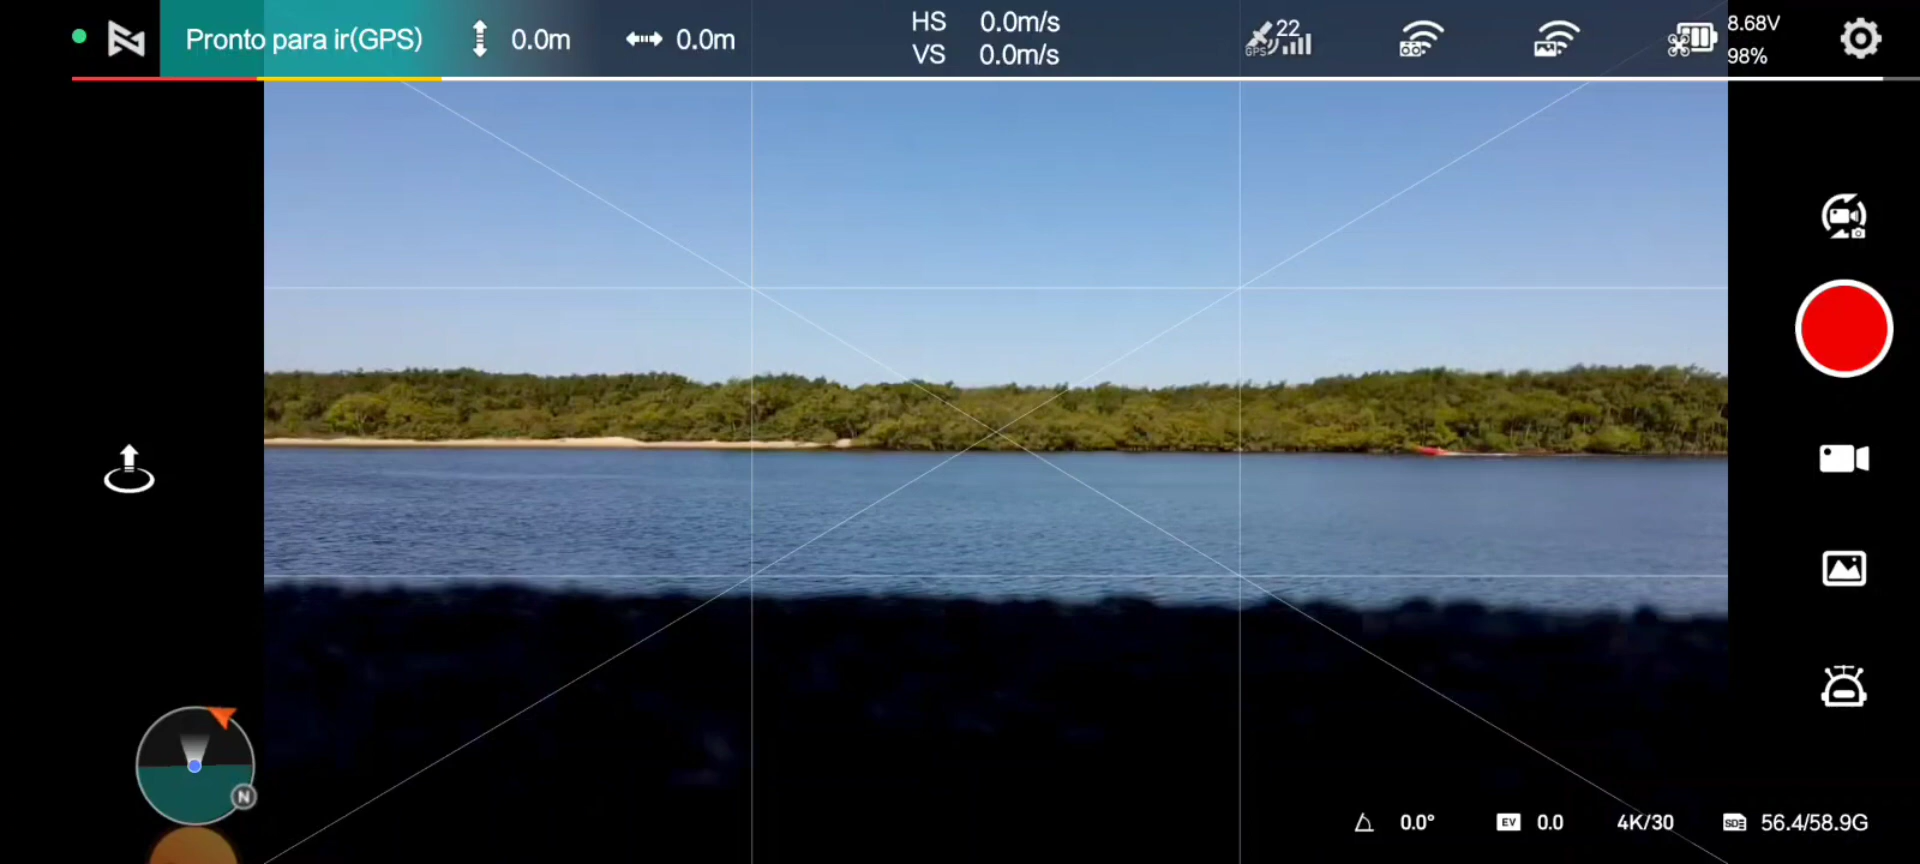 Pronto para ir(GPS)
0.0m
0.0m
HS 0.0m/s
VS 0.0m/s
GPS
22
8.68V
98%
N
0.0°
EV 0.0
4K/30
SD 56.4/58.9G